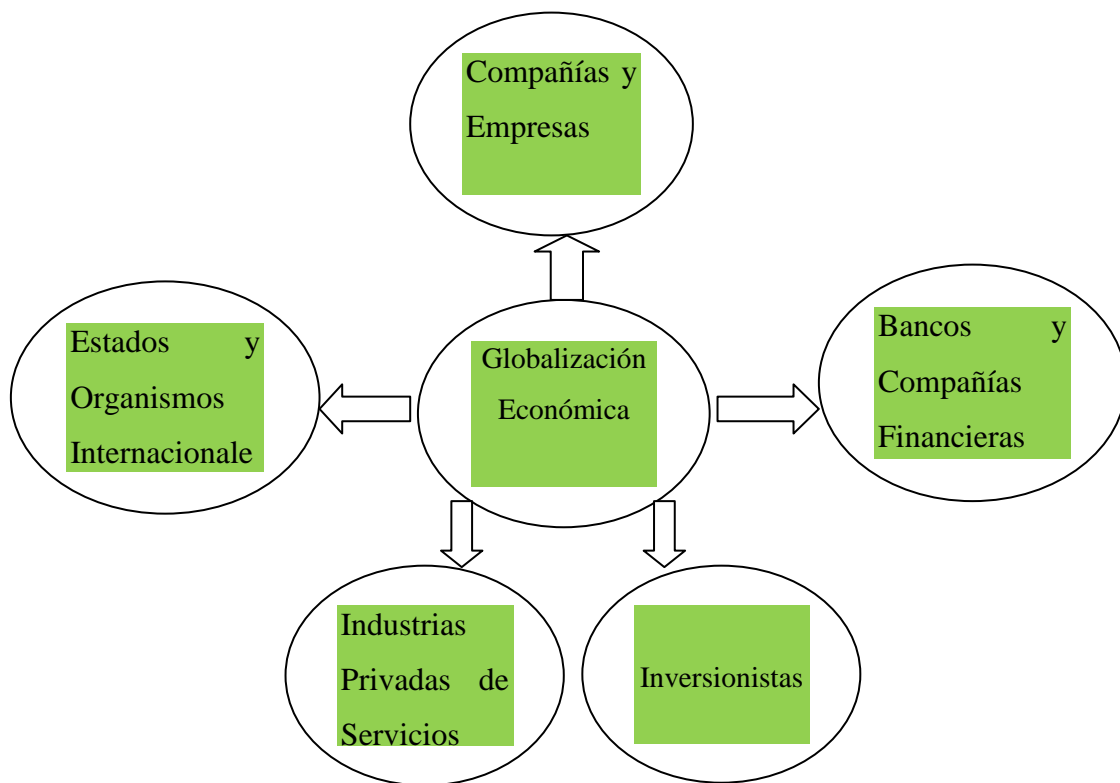 Compañías y
Empresas
Estados y
Organismos
Internacionale
Globalización
Económica
Bancos y
Compañías
Financieras
Industrias
Privadas de
Servicios
Inversionistas